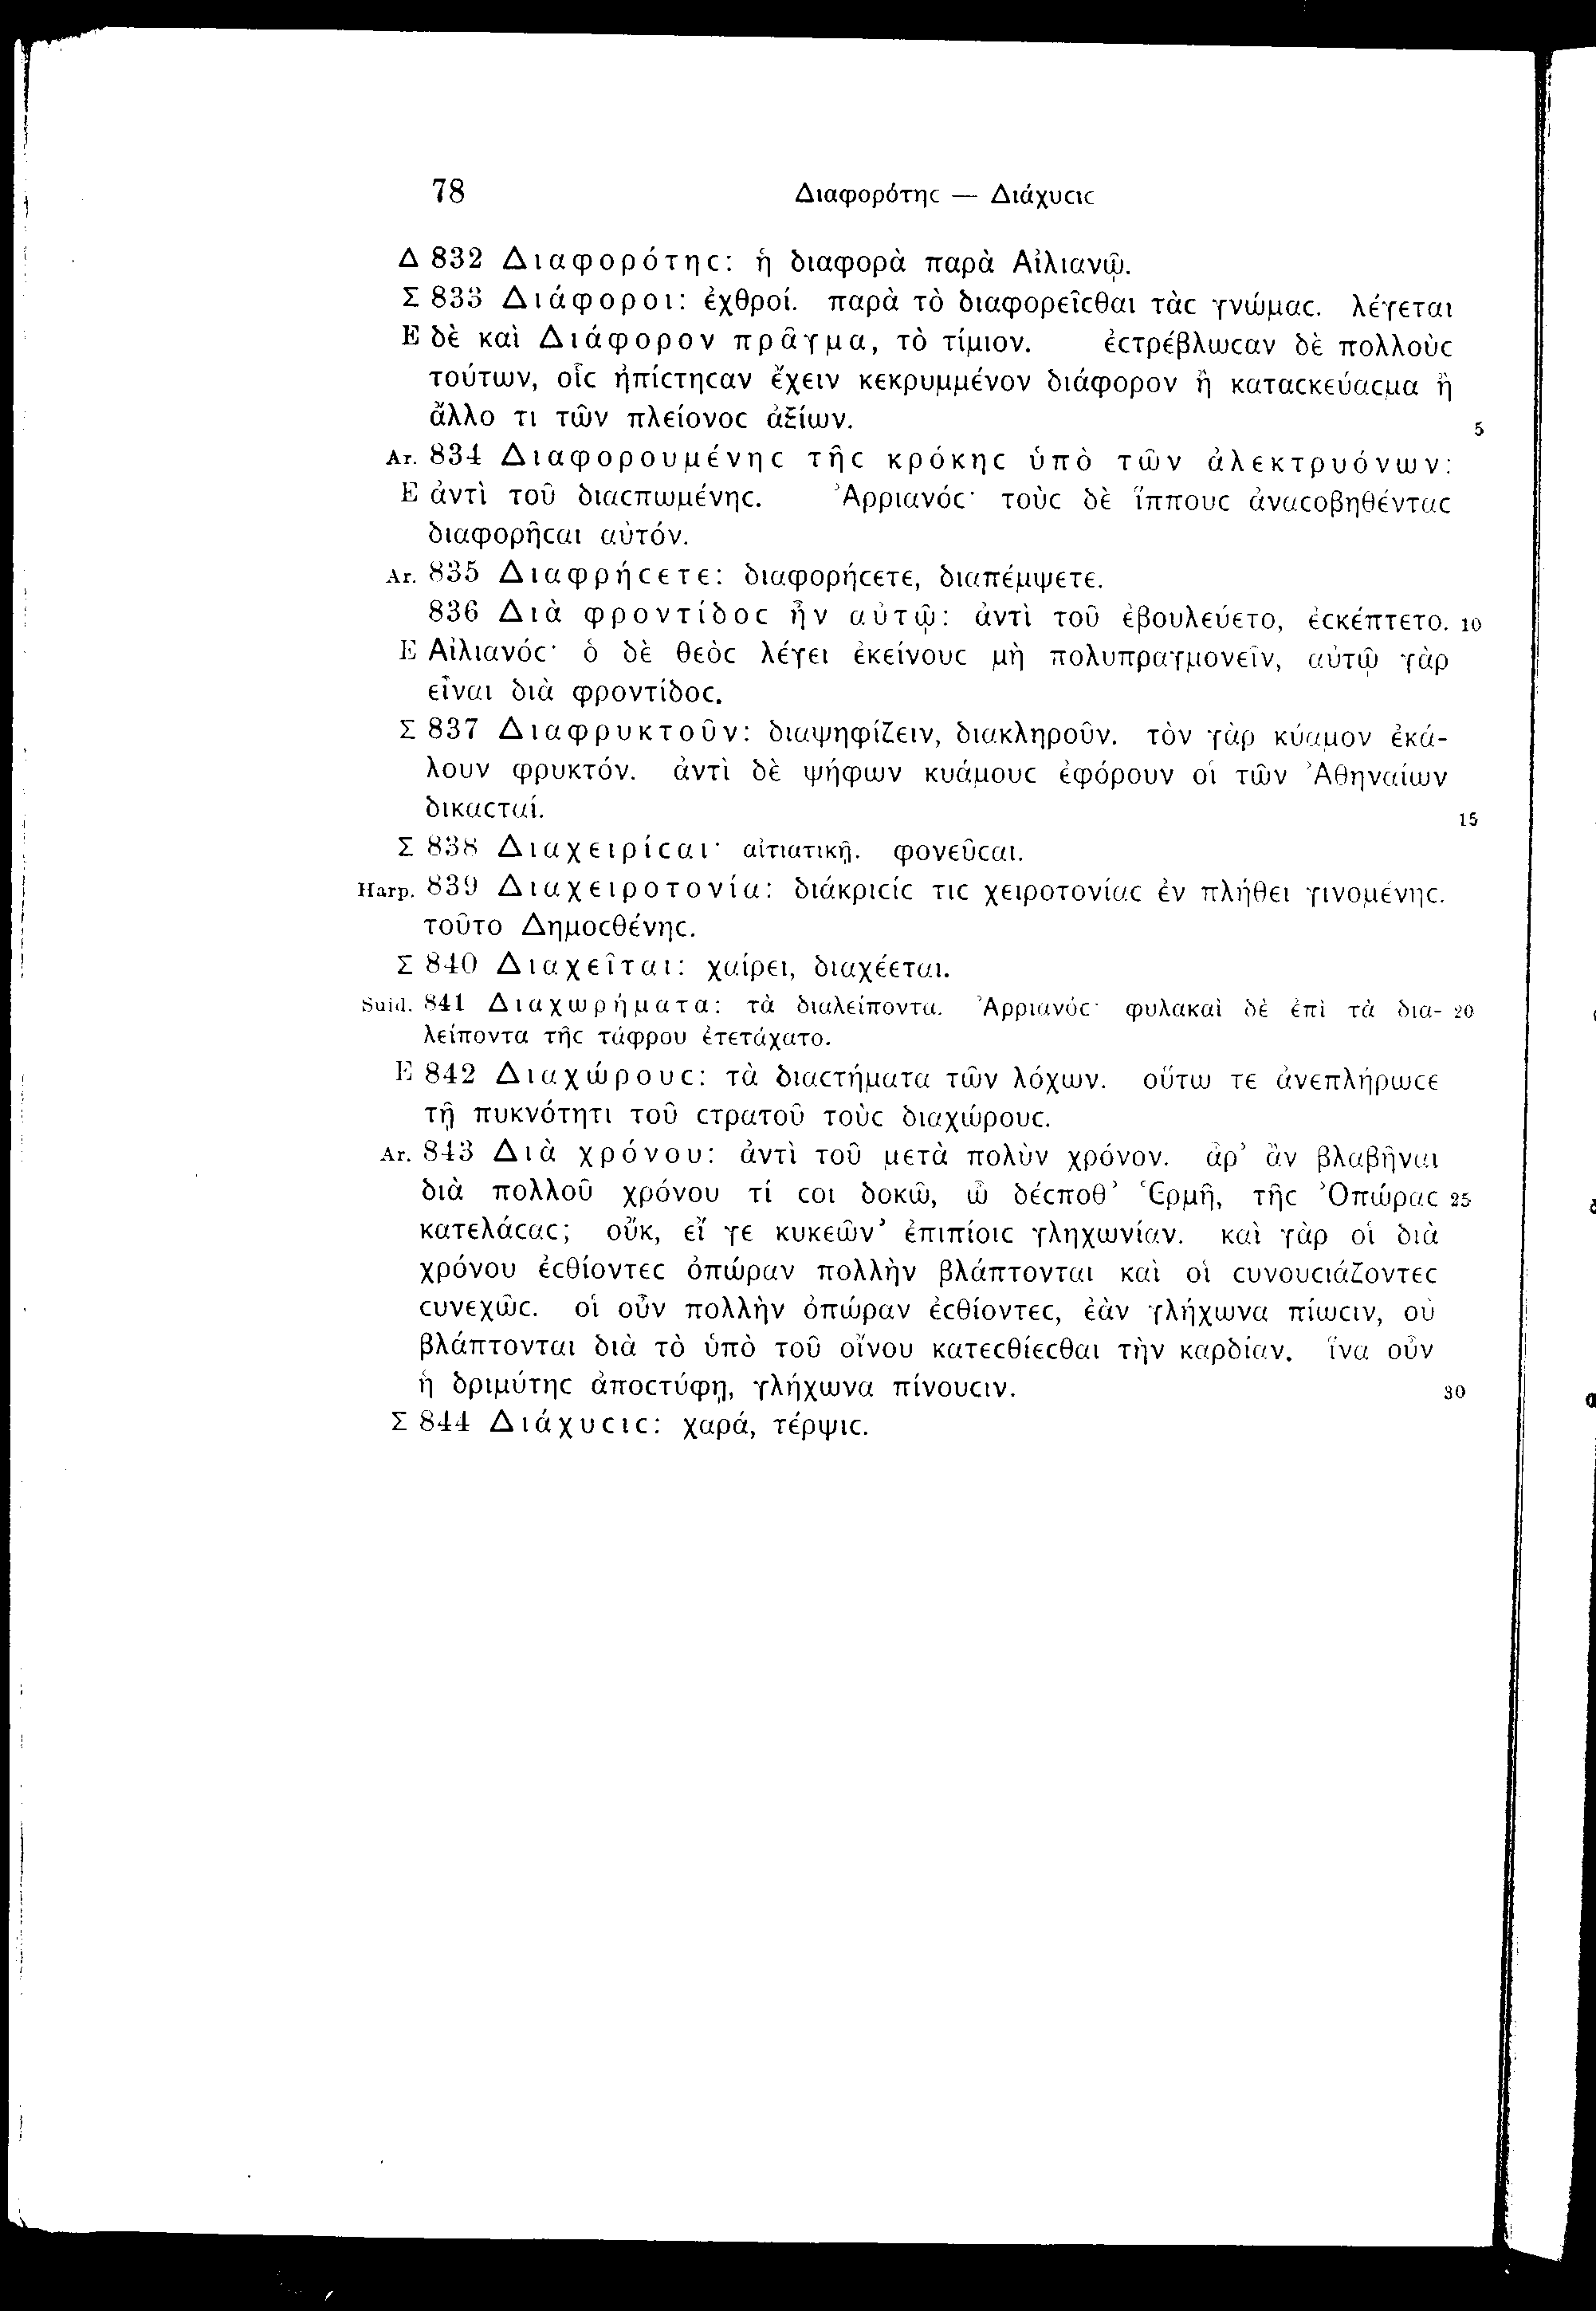 78 Διαφορότηϲ — Διάχυϲιϲ
Δ 832 Διαφορότηϲ: ἡ διαφορὰ παρὰ Αἰλιανῷ.
Σ 833 Διάφοροι: ἐχθροί. παρὰ τὸ διαφορεῖϲθαι τὰϲ γνώμαϲ. λέγεται
E δὲ καὶ Διάφορον πρᾶγμα, τὸ τίμιον. ἐϲτρέβλωϲαν δὲ πολλοὺϲ
τούτων, οἷϲ ἠπίϲτηϲαν ἔχειν κεκρυμμένον διάφορον ἢ καταϲκεύαϲμα ἢ
ἄλλο τι τῶν πλείονοϲ ἀξίων. 5
Ar. 834 Διαφορουμένηϲ τῆϲ κρόκηϲ ὑπὸ τῶν ἀλεκτρυόνων:
E ἀντὶ τοῦ διαϲπωμένηϲ. Ἀρριανόϲ· τοὺϲ δὲ ἵππουϲ ἀναϲοβηθένταϲ
διαφορῆϲαι αὐτόν.
Ar. 835 Διαφρήϲετε: διαφορήϲετε, διαπέμψετε.
836 Διὰ φροντίδοϲ ἦν αὐτῷ: ἀντὶ τοῦ ἐβουλεύετο, ἐϲκέπτετο. 10
E Αἰλιανόϲ· ὁ δὲ θεὸϲ λέγει ἐκείνουϲ μὴ πολυπραγμονεῖν, αὐτῷ γὰρ
εἶναι διὰ φροντίδοϲ.
Σ 837 Διαφρυκτοῦν: διαψηφίζειν, διακληροῦν. τὸν γὰρ κύαμον ἐκά-
λουν φρυκτόν. ἀντὶ δὲ ψήφων κυάμουϲ ἐφόρουν οἱ τῶν Ἀθηναίων
δικαϲταί. 15
Σ 838 Διαχειρίϲαι· αἰτιατικῇ. φονεῦϲαι.
Harp. 839 Διαχειροτονία: διάκριϲίϲ τιϲ χειροτονίαϲ ἐν πλήθει γινομένηϲ.
τοῦτο Δημοϲθένηϲ.
Σ 840 Διαχεῖται: χαίρει, διαχέεται.
Suid. 841 Διαχωρήματα: τὰ διαλείποντα. Ἀρριανόϲ· φυλακαὶ δὲ ἐπὶ τὰ δια- 20
λείποντα τῆϲ τάφρου ἐτετάχατο.
E 842 Διαχώρουϲ: τὰ διαϲτήματα τῶν λόχων. οὕτω τε ἀνεπλήρωϲε
τῇ πυκνότητι τοῦ ϲτρατοῦ τοὺϲ διαχώρουϲ.
Ar. 843 Διὰ χρόνου: ἀντὶ τοῦ μετὰ πολὺν χρόνον. ἆρ’ ἂν βλαβῆναι
διὰ πολλοῦ χρόνου τί ϲοι δοκῶ, ὦ δέϲποθ’ Ἑρμῆ, τῆϲ Ὀπώραϲ 25
κατελάϲαϲ; οὔκ, εἴ γε κυκεῶν’ ἐπιπίοιϲ γληχωνίαν. καὶ γὰρ οἱ διὰ
χρόνου ἐϲθίοντεϲ ὀπώραν πολλὴν βλάπτονται καὶ οἱ ϲυνουϲιάζοντεϲ
ϲυνεχῶϲ. οἱ οὖν πολλὴν ὀπώραν ἐϲθίοντεϲ, ἐὰν γλήχωνα πίωϲιν, οὐ
βλάπτονται διὰ τὸ ὑπὸ τοῦ οἴνου κατεϲθίεϲθαι τὴν καρδίαν. ἵνα οὖν
ἡ δριμύτηϲ ἀποϲτύφῃ, γλήχωνα πίνουϲιν. 30
Σ 844 Διάχυϲιϲ: χαρά, τέρψιϲ.